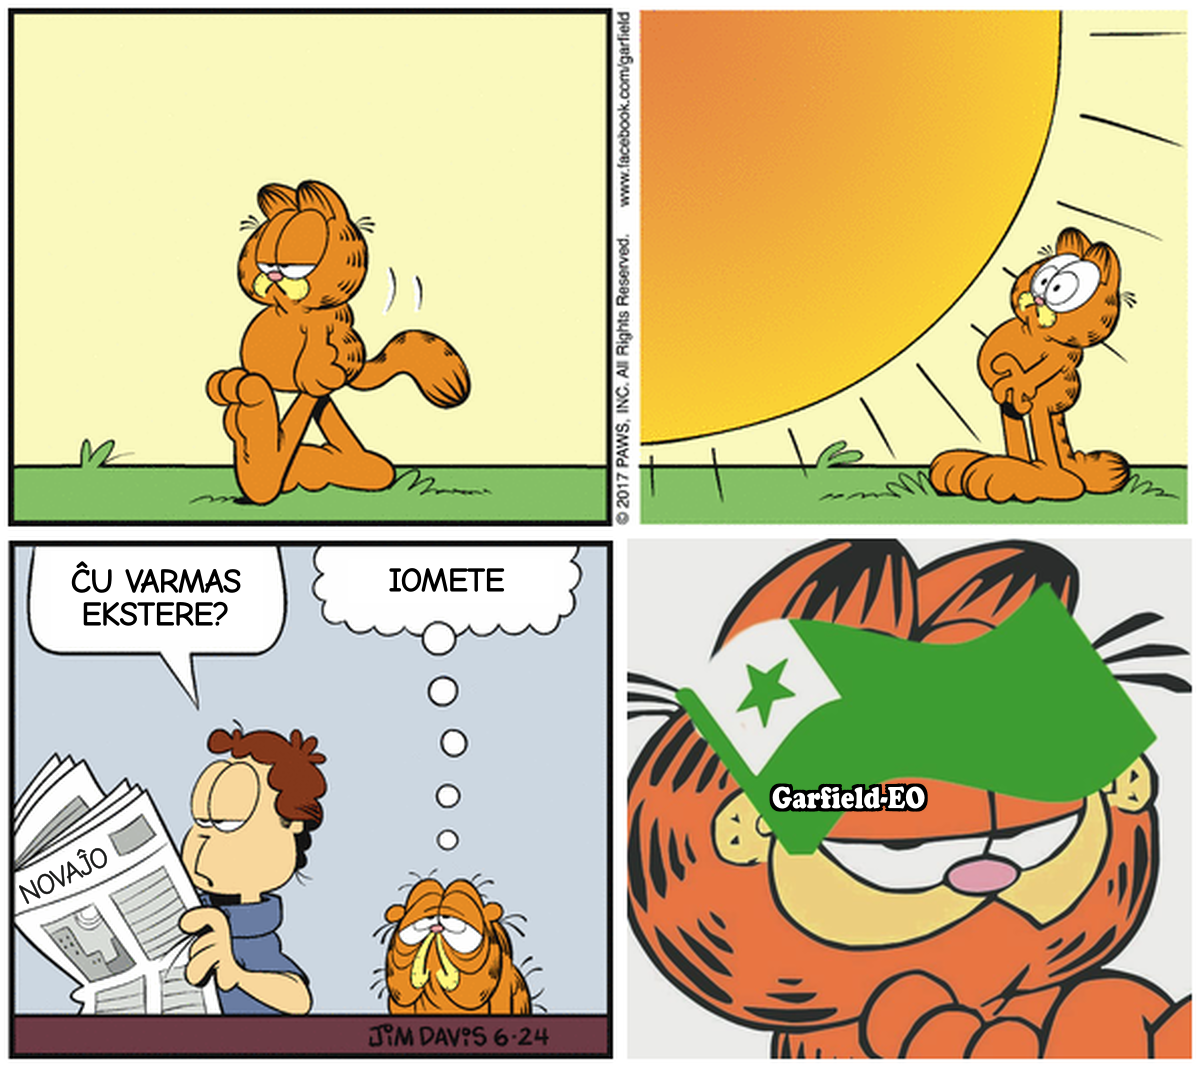 © 2017 PAWS, INC. All Rights Reserved. www.facebook.com/garfield
ĈU VARMAS
EKSTERE?
IOMETE
NOVAĴO
JIM DAVIS 6-24
Garfield-EO